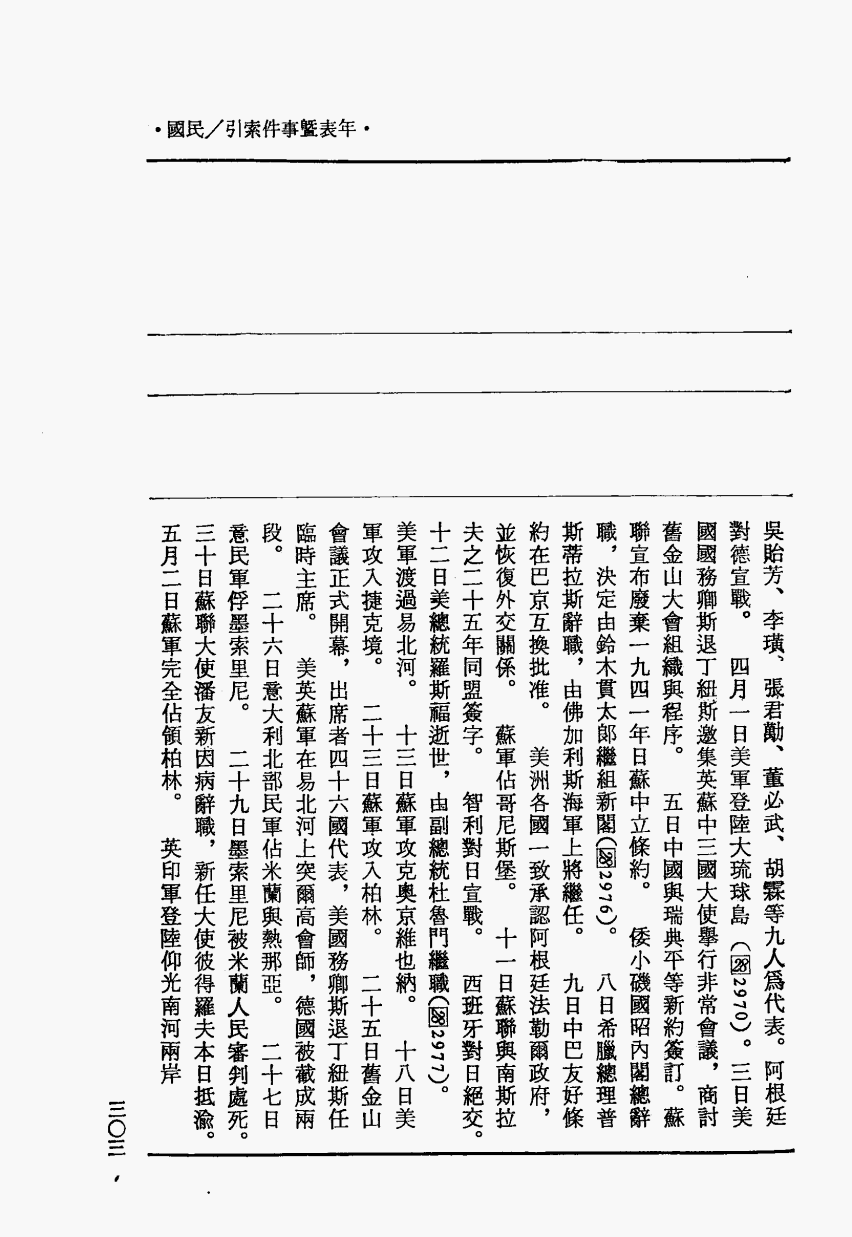 ·國民／引索件事暨表年·
吳貽芳、李璜、張君勱、董必武、胡霖等九人爲代表。阿根廷
對德宣戰。　四月一日美軍登陸大琉球島（282970）。三日美
國國務卿斯退丁紐斯邀集英蘇中三國大使舉行非常會議，商討
舊金山大會組織與程序。　五日中國與瑞典平等新約簽訂。蘇
聯宣布廢棄一九四一年日蘇中立條約。　倭小磯國昭內閣總辭
職，決定由鈴木貫太郎繼組新閣（282976）。　八日希臘總理普
斯蒂拉斯辭職，由佛加利斯海軍上將繼任。　九日中巴友好條
約在巴京互換批准。　美洲各國一致承認阿根廷法勒爾政府，
並恢復外交關係。　蘇軍佔哥尼斯堡。　十一日蘇聯與南斯拉
夫之二十五年同盟簽字。　智利對日宣戰。　西班牙對日絕交。
十二日美總統羅斯福逝世，由副總統杜魯門繼職（282977）。
美軍渡過易北河。　十三日蘇軍攻克奧京維也納。　十八日美
軍攻入捷克境。　二十三日蘇軍攻入柏林。　二十五日舊金山
會議正式開幕，出席者四十六國代表，美國務卿斯退丁紐斯任
臨時主席。　美英蘇軍在易北河上突爾高會師，德國被截成兩
段。　二十六日意大利北部民軍佔米蘭與熱那亞。　二十七日
意民軍俘墨索里尼。　二十九日墨索里尼被米蘭人民審判處死。
三十日蘇聯大使潘友新因病辭職，新任大使彼得羅夫本日抵渝。
五月二日蘇軍完全佔領柏林。　英印軍登陸仰光南河兩岸
三〇三